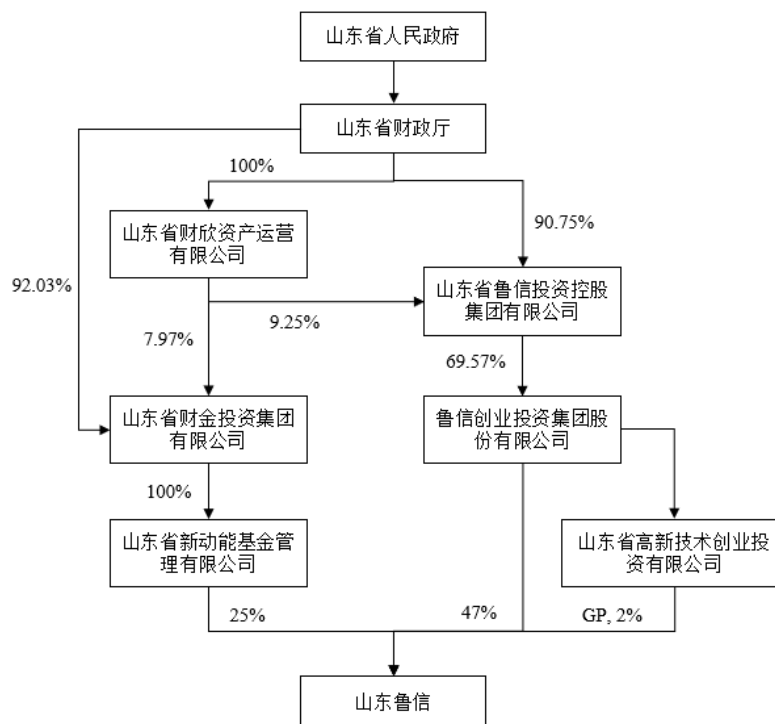 山东省人民政府
山东省财政厅
100%
山东省财欣资产运营
有限公司
90.75%
92.03%
山东省鲁信投资控股
集团有限公司
9.25%
7.97%
69.57%
山东省财金投资集团
有限公司
鲁信创业投资集团股
份有限公司
100%
山东省新动能基金管
理有限公司
山东省高新技术创业投
资有限公司
25%
47%
GP, 2%
山东鲁信